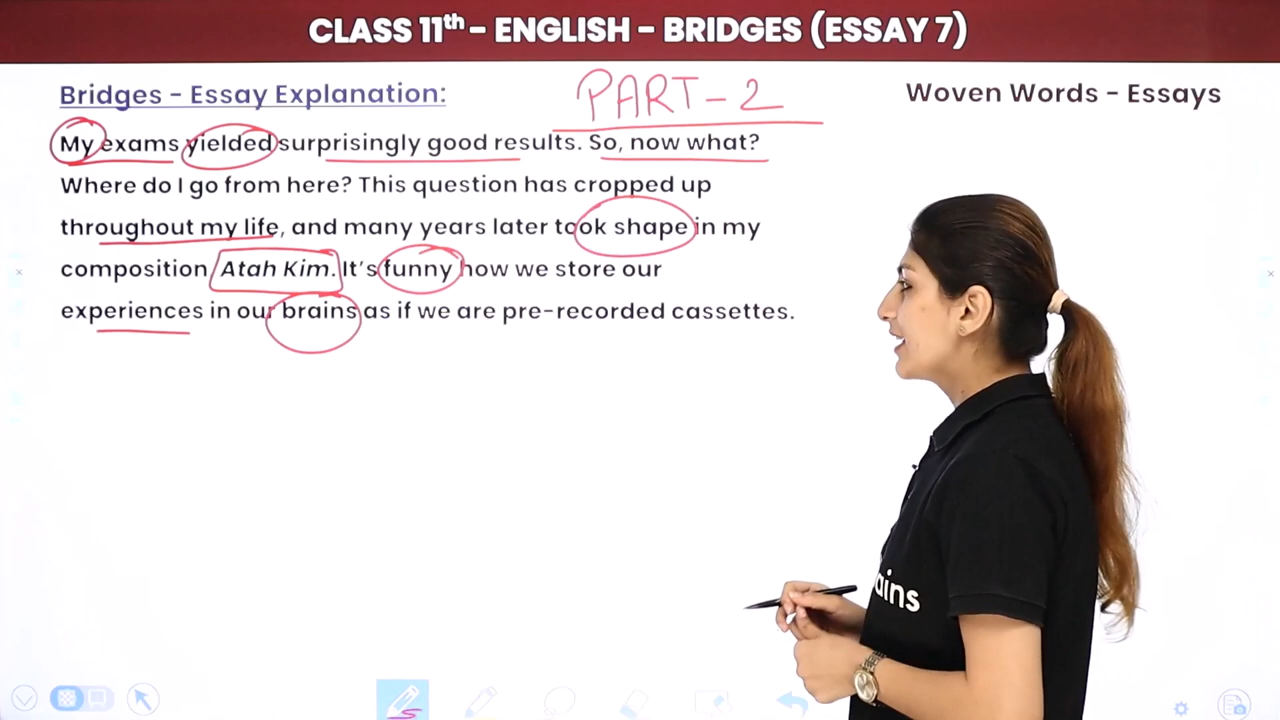 CLASS 11th - ENGLISH - BRIDGES (ESSAY 7)
Bridges - Essay Explanation:
PART-2
Woven Words - Essays
My exams yielded surprisingly good results. So, now what?
Where do I go from here? This question has cropped up
throughout my life, and many years later took shape in my
composition Atah Kim. It's funny how we store our
experiences in our brains as if we are pre-recorded cassettes.
ains